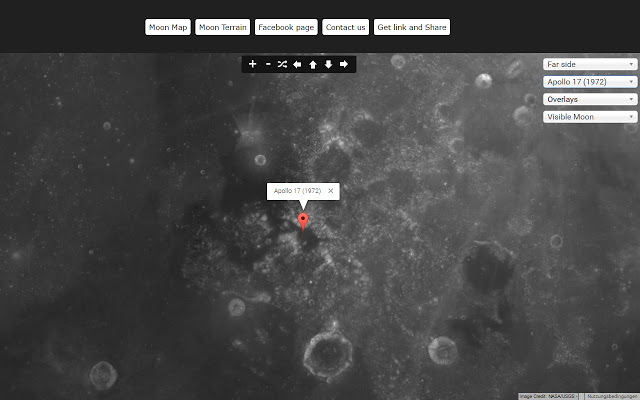 Moon Map
Moon Terrain
Facebook page
Contact us
Get link and Share
Far side
Apollo 17 (1972)
Overlays
Visible Moon
Apollo 17 (1972)
Image Credit: NASA/USGS
Nutzungsbedingungen